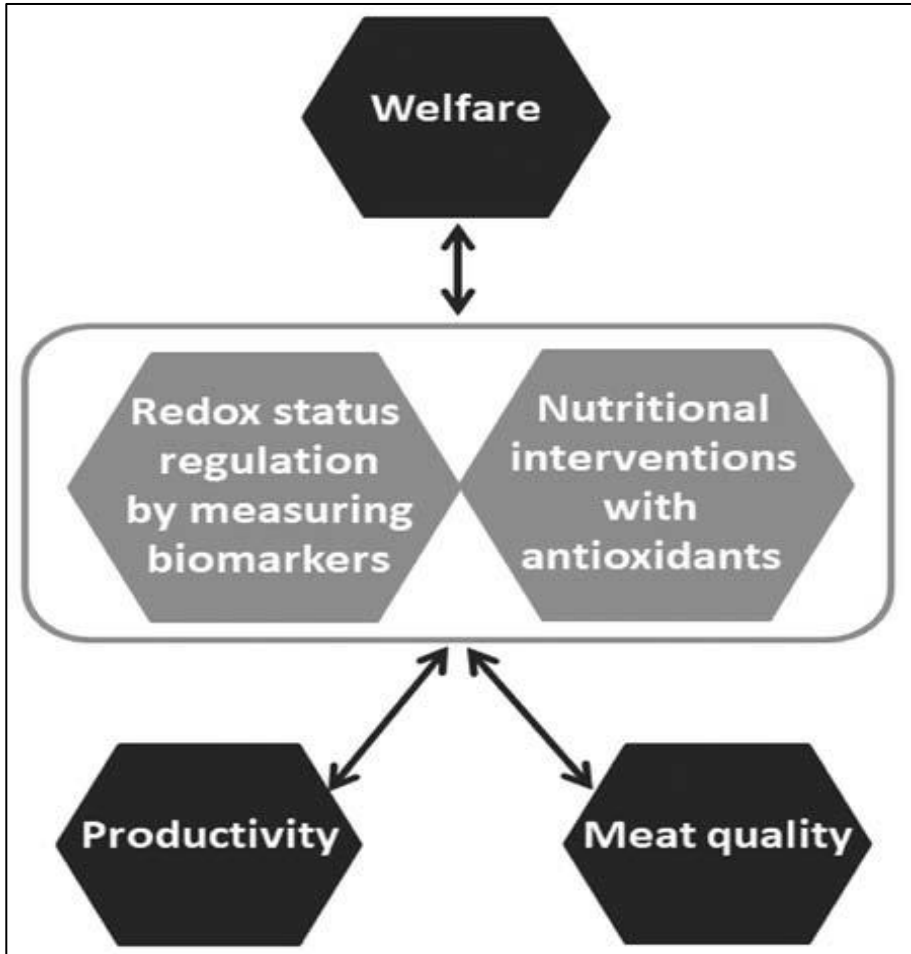 Welfare
Redox status
regulation
by measuring
biomarkers
Nutritional
interventions
with
antioxidants
Productivity
Meat quality